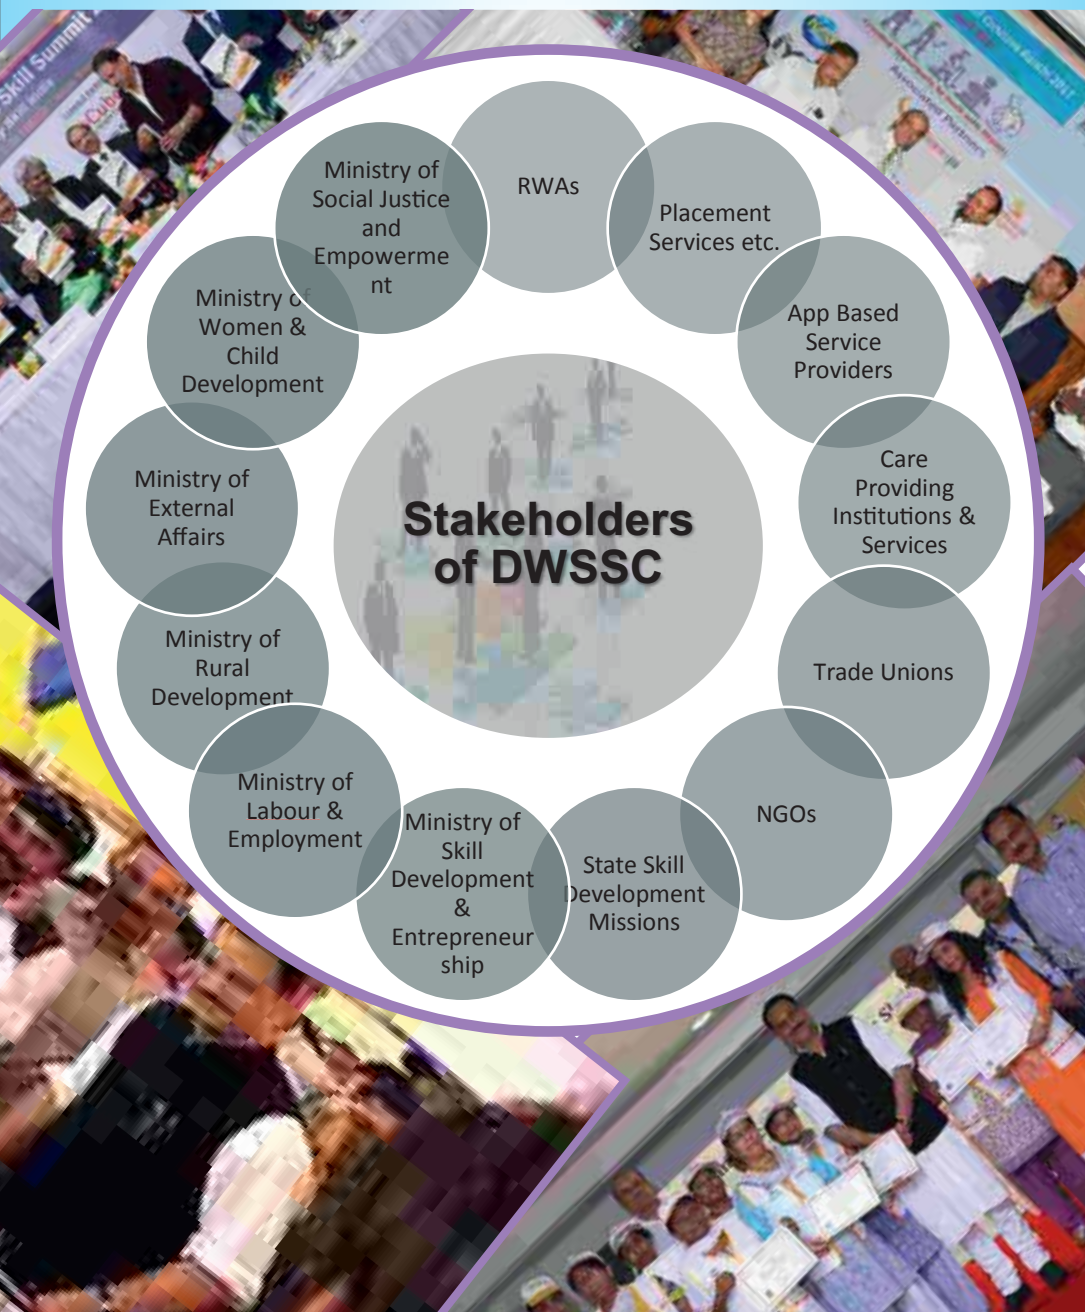 Skill Summit
Cube
RWAs
Placement
Services etc.
App Based
Service
Providers
Care
Providing
Institutions &
Services
Trade Unions
NGOs
State Skill
Development
Missions
Ministry of
Skill
Development
&
Entrepreneur
ship
Ministry of
Labour &
Employment
Ministry of
Rural
Development
Ministry of
External
Affairs
Ministry of
Women &
Child
Development
Ministry of
Social Justice
and
Empowerme
nt
Stakeholders
of DWSSC